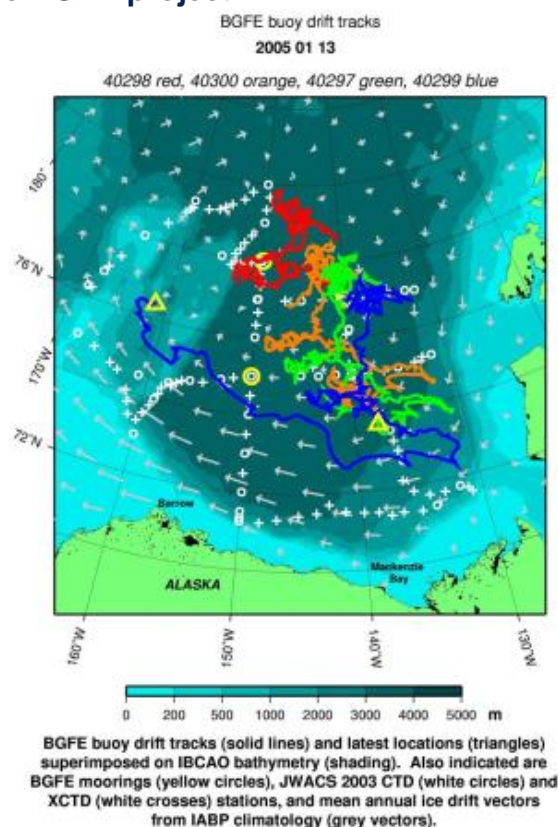 BGFE buoy drift tracks
2005 01 13
40298 red, 40300 orange, 40297 green, 40299 blue
180°
76°N
170°W
72°N
Barrow
ALASKA
Mackenzie
Bay
160°W
150°W
140°W
130°W
0 200 500 1000 2000 3000 4000 5000 m
BGFE buoy drift tracks (solid lines) and latest locations (triangles)
superimposed on IBCAO bathymetry (shading). Also indicated are
BGFE moorings (yellow circles), JWACS 2003 CTD (white circles) and
XCTD (white crosses) stations, and mean annual ice drift vectors
from IABP climatology (grey vectors).